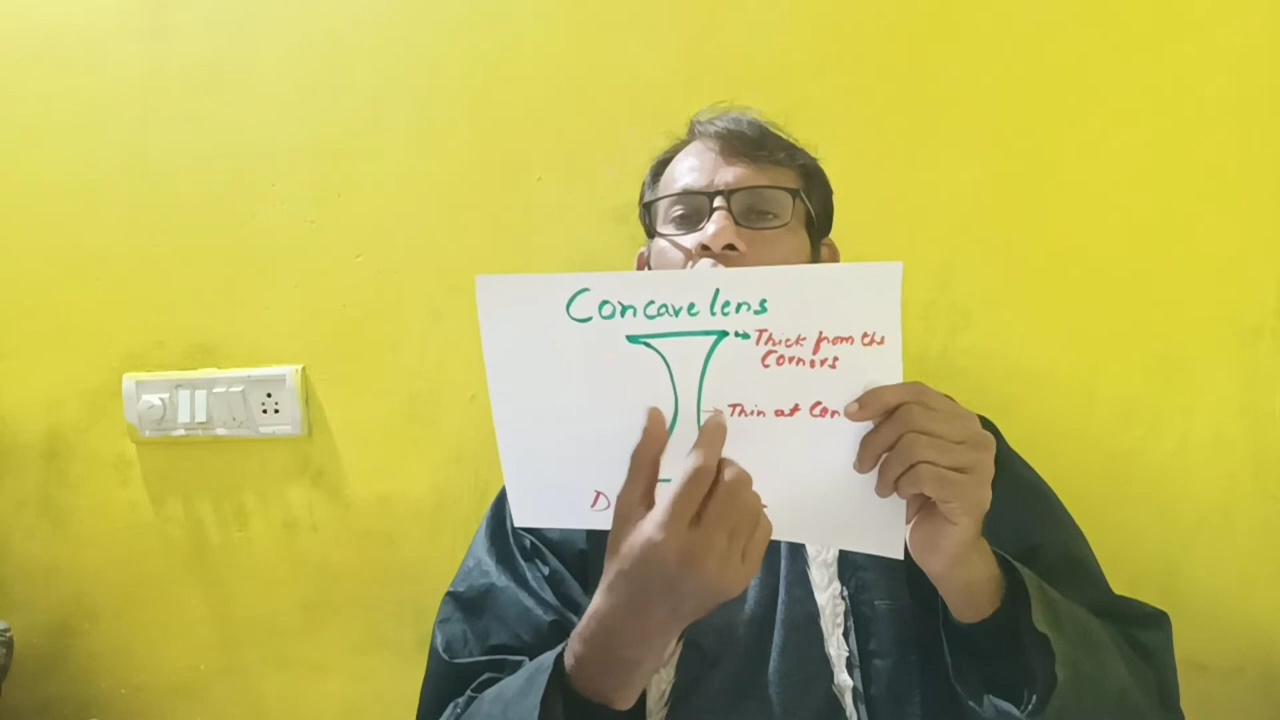 Concave lens
Thick from the
Corners
Thin at
D